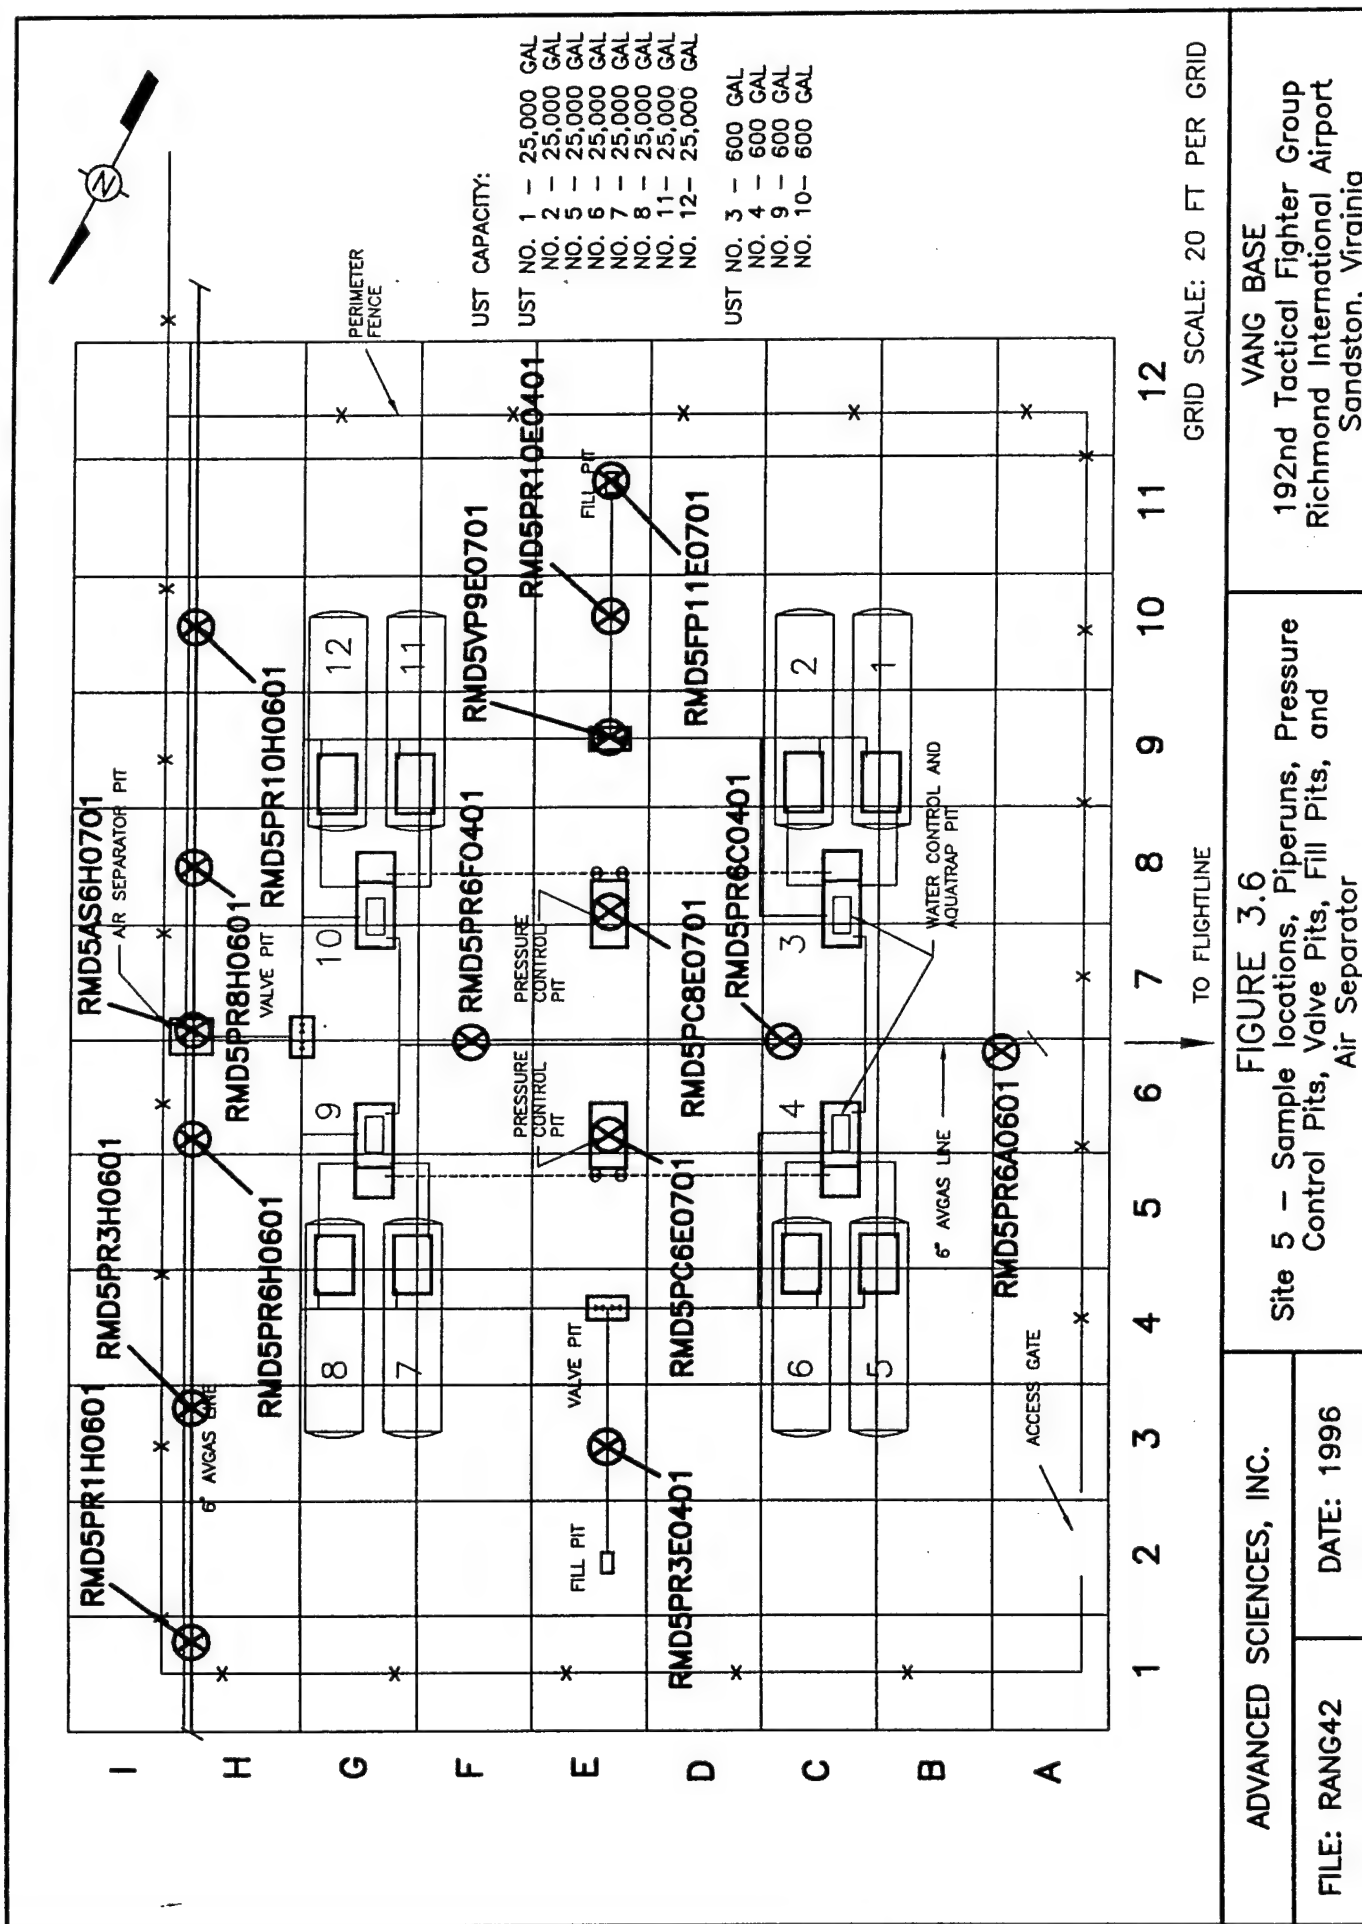 RMD5PR1H0601
RMD5PR3H0601
RMD5AS6H0701
AIR SEPARATOR PIT
6" AVGAS LINE
RMD5PR6H0601
RMD5PR8H0601
VALVE PIT
RMD5PR10H0601
PERIMETER
FENCE
I
H
G
F
E
D
C
B
A
8
9
10
12
7
11
RMD5PR6F0401
RMD5VP9E0701
RMD5PR10E0401
PRESSURE
CONTROL
PIT
PRESSURE
CONTROL
PIT
FILL PIT
VALVE PIT
FILL PIT
RMD5PR3E0401
RMD5PC6E0701
RMD5PC8E0701
RMD5PR6C0401
RMD5FP11E0701
6
4
3
2
5
1
WATER CONTROL AND
AQUATRAP PIT
6" AVGAS LINE
RMD5PR6A0601
ACCESS GATE
1 2 3 4 5 6 7 8 9 10 11 12
TO FLIGHTLINE
GRID SCALE: 20 FT PER GRID
N
UST CAPACITY:
UST NO. 1 – 25,000 GAL
NO. 2 – 25,000 GAL
NO. 5 – 25,000 GAL
NO. 6 – 25,000 GAL
NO. 7 – 25,000 GAL
NO. 8 – 25,000 GAL
NO. 11– 25,000 GAL
NO. 12– 25,000 GAL
UST NO. 3 – 600 GAL
NO. 4 – 600 GAL
NO. 9 – 600 GAL
NO. 10– 600 GAL
ADVANCED SCIENCES, INC.
FILE: RANG42
DATE: 1996
FIGURE 3.6
Site 5 – Sample locations, Piperuns, Pressure
Control Pits, Valve Pits, Fill Pits, and
Air Separator
VANG BASE
192nd Tactical Fighter Group
Richmond International Airport
Sandston, Virginia